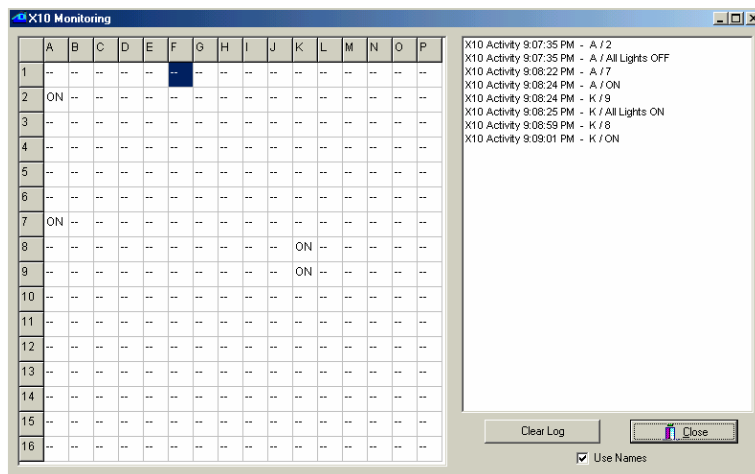 X10 Monitoring
A B C D E F G H I J K L M N O P
1 -- -- -- -- -- -- -- -- -- -- -- -- -- -- -- --
2 ON -- -- -- -- -- -- -- -- -- -- -- -- -- -- --
3 -- -- -- -- -- -- -- -- -- -- -- -- -- -- -- --
4 -- -- -- -- -- -- -- -- -- -- -- -- -- -- -- --
5 -- -- -- -- -- -- -- -- -- -- -- -- -- -- -- --
6 -- -- -- -- -- -- -- -- -- -- -- -- -- -- -- --
7 ON -- -- -- -- -- -- -- -- -- -- -- -- -- -- --
8 -- -- -- -- -- -- -- -- -- -- ON -- -- -- -- --
9 -- -- -- -- -- -- -- -- -- -- ON -- -- -- -- --
10 -- -- -- -- -- -- -- -- -- -- -- -- -- -- -- --
11 -- -- -- -- -- -- -- -- -- -- -- -- -- -- -- --
12 -- -- -- -- -- -- -- -- -- -- -- -- -- -- -- --
13 -- -- -- -- -- -- -- -- -- -- -- -- -- -- -- --
14 -- -- -- -- -- -- -- -- -- -- -- -- -- -- -- --
15 -- -- -- -- -- -- -- -- -- -- -- -- -- -- -- --
16 -- -- -- -- -- -- -- -- -- -- -- -- -- -- -- --
X10 Activity 9:07:35 PM - A / 2
X10 Activity 9:07:35 PM - A / All Lights OFF
X10 Activity 9:08:22 PM - A / 7
X10 Activity 9:08:24 PM - A / ON
X10 Activity 9:08:24 PM - K / 9
X10 Activity 9:08:25 PM - K / All Lights ON
X10 Activity 9:08:59 PM - K / 8
X10 Activity 9:09:01 PM - K / ON
Clear Log
Close
Use Names